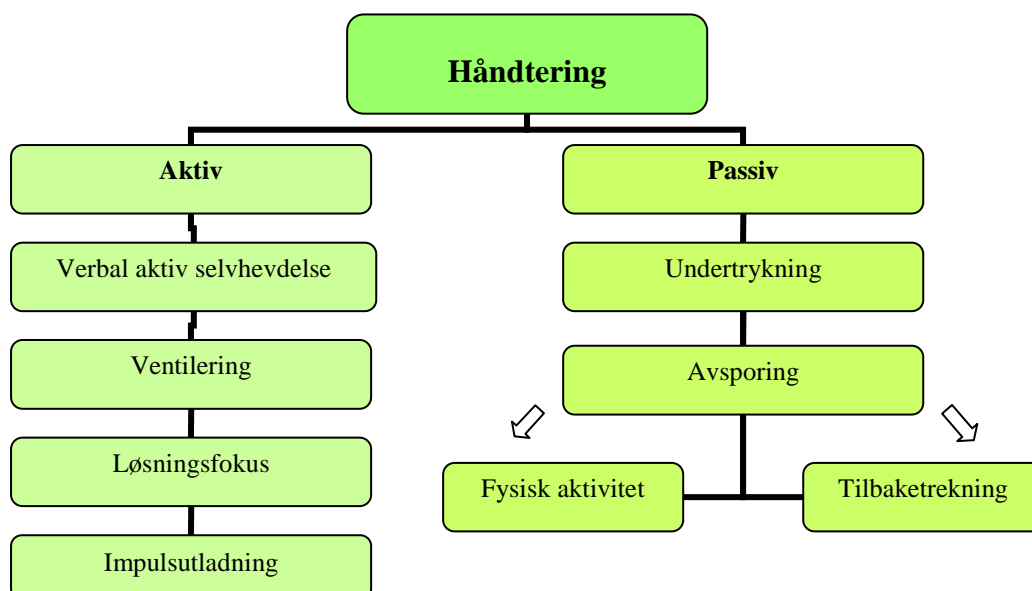 Håndtering
Aktiv
Passiv
Verbal aktiv selvhevdelse
Undertrykning
Ventilering
Avsporing
Løsningsfokus
Fysisk aktivitet
Tilbaketrekning
Impulsutladning